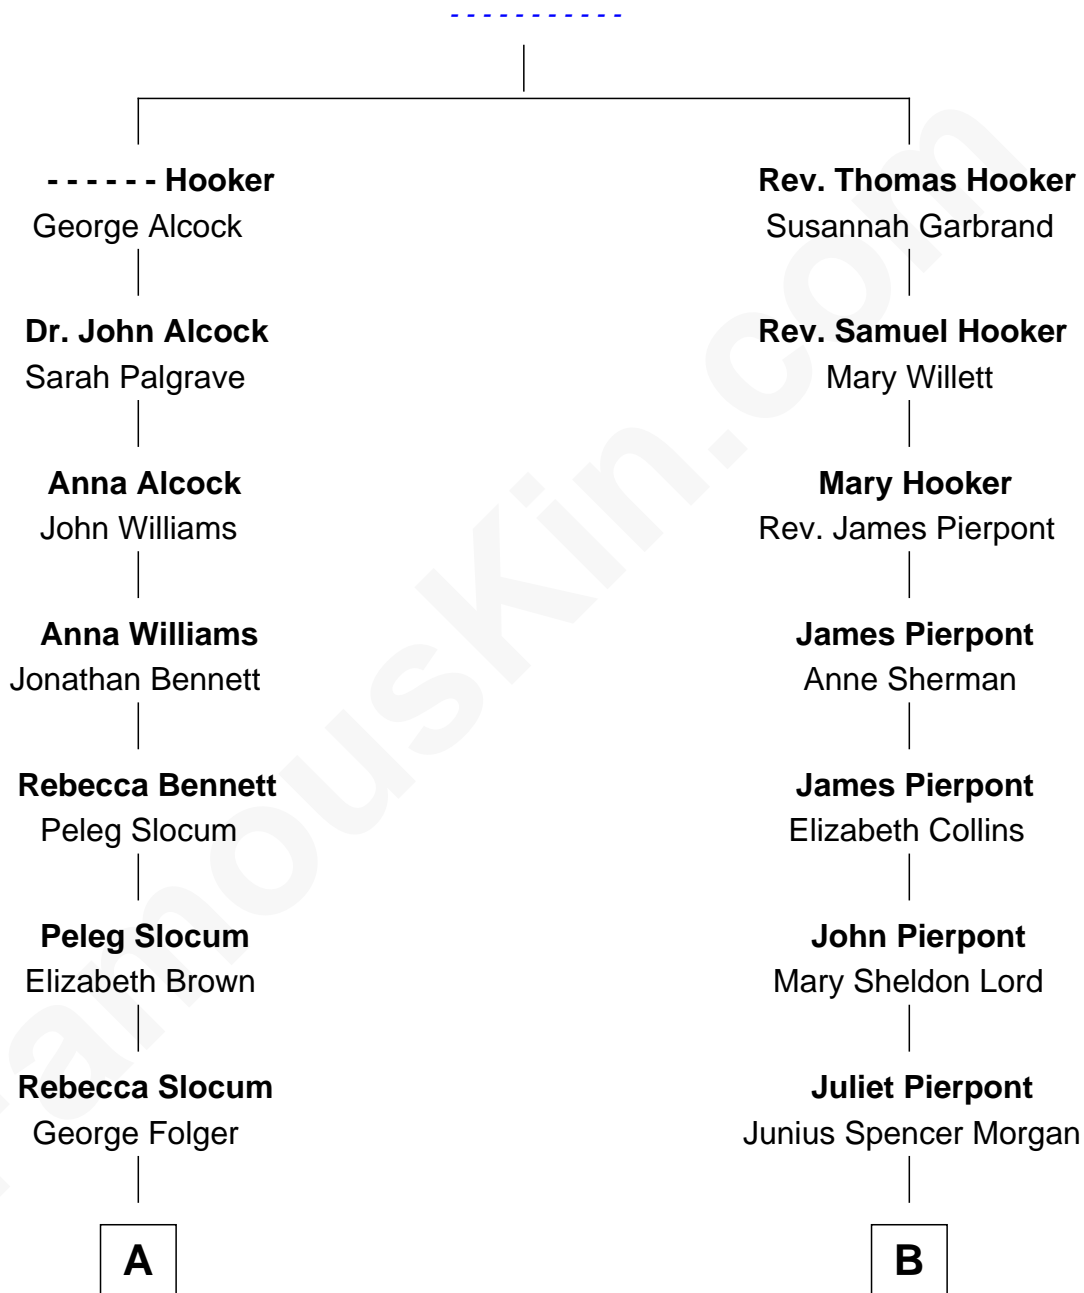 - - - - - - - - - - -
- - - - - - Hooker
George Alcock
Dr. John Alcock
Sarah Palgrave
Anna Alcock
John Williams
Anna Williams
Jonathan Bennett
Rebecca Bennett
Peleg Slocum
Peleg Slocum
Elizabeth Brown
Rebecca Slocum
George Folger
A
Rev. Thomas Hooker
Susannah Garbrand
Rev. Samuel Hooker
Mary Willett
Mary Hooker
Rev. James Pierpont
James Pierpont
Anne Sherman
James Pierpont
Elizabeth Collins
John Pierpont
Mary Sheldon Lord
Juliet Pierpont
Junius Spencer Morgan
B
FamousKin.com